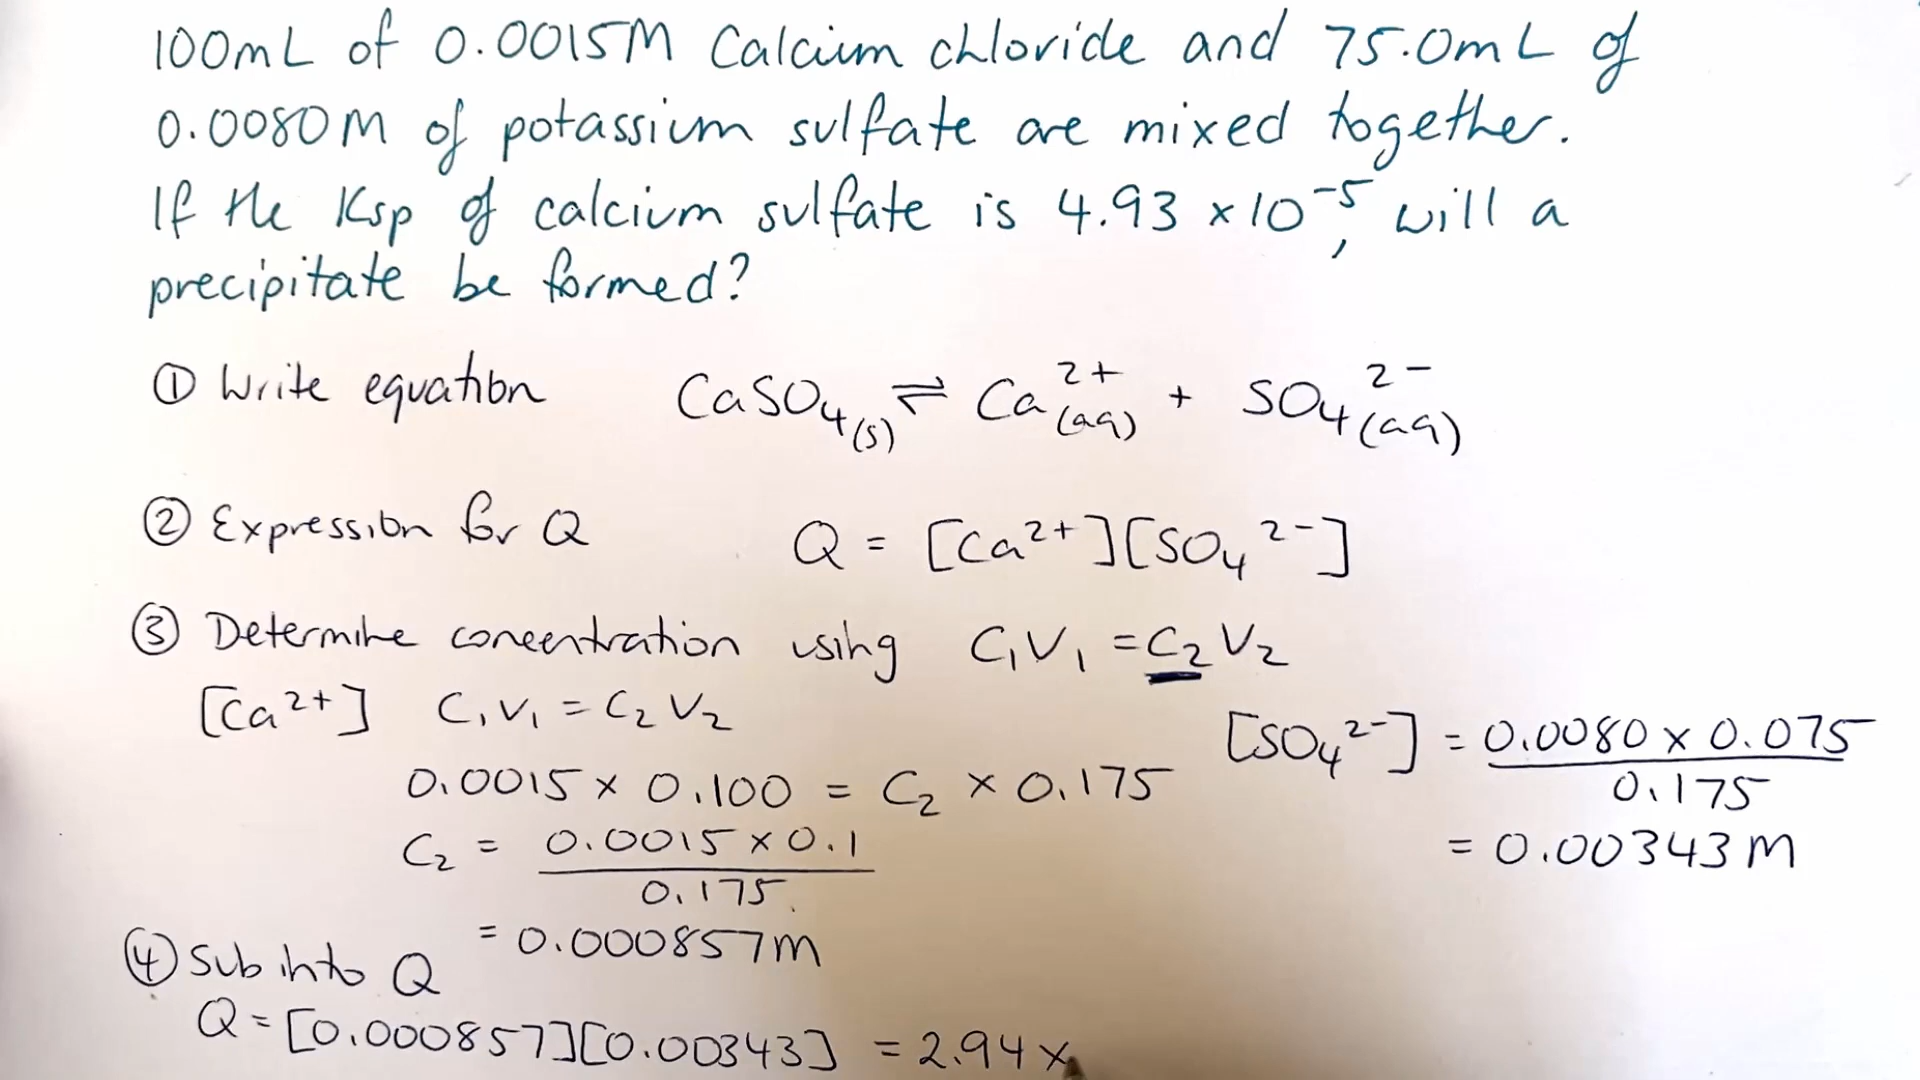 100mL of 0.0015M Calcium chloride and 75.0mL of
0.0080M of potassium sulfate are mixed together.
If the Ksp of calcium sulfate is 4.93 × 10⁻⁵, will a
precipitate be formed?
① Write equation CaSO₄(s) ⇌ Ca²⁺(aq) + SO₄²⁻(aq)
② Expression for Q Q = [Ca²⁺][SO₄²⁻]
③ Determine concentration using C₁V₁ = C₂V₂
[Ca²⁺] C₁V₁ = C₂V₂
0.0015 × 0.100 = C₂ × 0.175
C₂ = 0.0015 × 0.1
0.175
= 0.000857M
[SO₄²⁻] = 0.0080 × 0.075
0.175
= 0.00343M
④ Sub into Q
Q = [0.000857][0.00343] = 2.94 ×